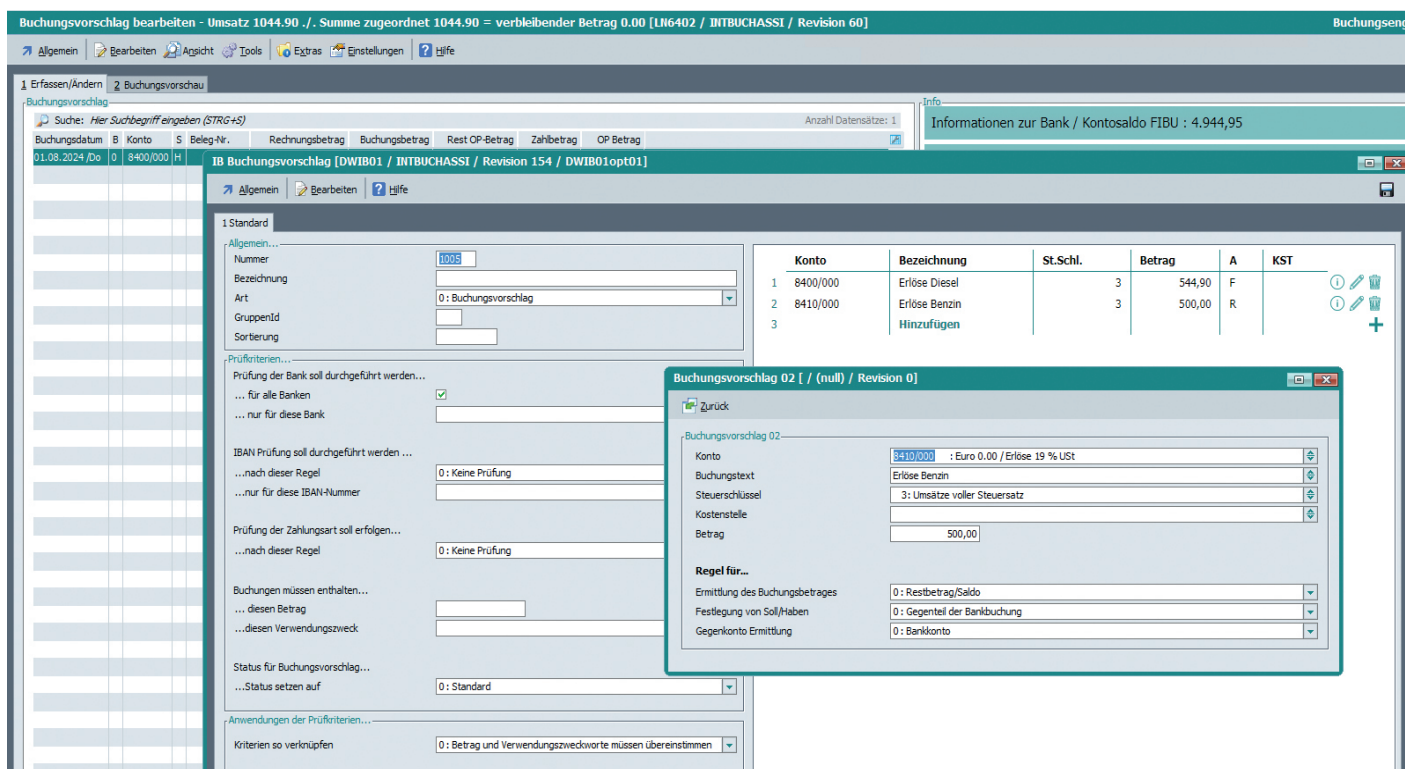 Buchungsvorschlag bearbeiten - Umsatz 1044.90 ./. Summe zugeordnet 1044.90 = verbleibender Betrag 0.00 [LN6402 / INTBUCHASSI / Revision 60] Buchungseng
Allgemein Bearbeiten Ansicht Tools Extras Einstellungen Hilfe
1 Erfassen/Ändern 2 Buchungsvorschau
Buchungsvorschlag
Suche: Hier Suchbegriff eingeben (STRG+S) Anzahl Datensätze: 1
Buchungsdatum B Konto S Beleg-Nr. Rechnungsbetrag Buchungsbetrag Rest OP-Betrag Zahlbetrag OP Betrag
01.08.2024 /Do 0 8400/000 H
Info
Informationen zur Bank / Kontosaldo FIBU : 4.944,95
IB Buchungsvorschlag [DWIB01 / INTBUCHASSI / Revision 154 / DWIB01opt01]
Allgemein Bearbeiten Hilfe
1 Standard
Allgemein...
Nummer 1005
Bezeichnung
Art 0 : Buchungsvorschlag
GruppenId
Sortierung
Prüfkriterien...
Prüfung der Bank soll durchgeführt werden...
... für alle Banken
... nur für diese Bank
IBAN Prüfung soll durchgeführt werden ...
...nach dieser Regel 0 : Keine Prüfung
...nur für diese IBAN-Nummer
Prüfung der Zahlungsart soll erfolgen...
...nach dieser Regel 0 : Keine Prüfung
Buchungen müssen enthalten...
... diesen Betrag
...diesen Verwendungszweck
Status für Buchungsvorschlag...
...Status setzen auf 0 : Standard
Anwendungen der Prüfkriterien...
Kriterien so verknüpfen 0 : Betrag und Verwendungszweckworte müssen übereinstimmen
Konto Bezeichnung St.Schl. Betrag A KST
1 8400/000 Erlöse Diesel 3 544,90 F
2 8410/000 Erlöse Benzin 3 500,00 R
3 Hinzufügen
Buchungsvorschlag 02 [ / (null) / Revision 0]
Zurück
Buchungsvorschlag 02
Konto 8410/000 : Euro 0.00 / Erlöse 19 % USt
Buchungstext Erlöse Benzin
Steuerschlüssel 3: Umsätze voller Steuersatz
Kostenstelle
Betrag 500,00
Regel für...
Ermittlung des Buchungsbetrages 0 : Restbetrag/Saldo
Festlegung von Soll/Haben 0 : Gegenteil der Bankbuchung
Gegenkonto Ermittlung 0 : Bankkonto